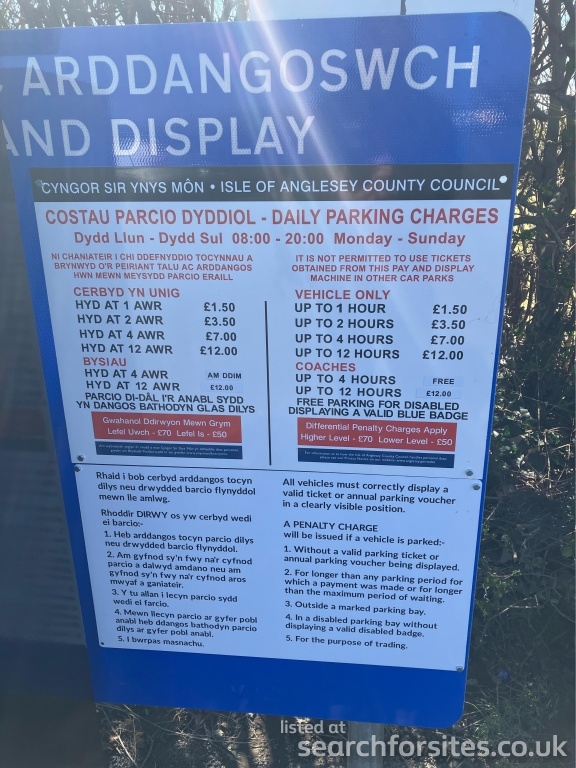 ARDDANGOSWCH
AND DISPLAY
CYNGOR SIR YNYS MÔN • ISLE OF ANGLESEY COUNTY COUNCIL
COSTAU PARCIO DYDDIOL - DAILY PARKING CHARGES
Dydd Llun - Dydd Sul 08:00 - 20:00 Monday - Sunday
NI CHANIATEIR I CHI DDEFNYDDIO TOCYNNAU A
BRYNWYD O'R PEIRIANT TALU AC ARDDANGOS
HWN MEWN MEYSYDD PARCIO ERAILL
CERBYD YN UNIG
HYD AT 1 AWR £1.50
HYD AT 2 AWR £3.50
HYD AT 4 AWR £7.00
HYD AT 12 AWR £12.00
BYSIAU
HYD AT 4 AWR AM DDIM
HYD AT 12 AWR £12.00
PARCIO DI-DÂL I'R ANABL SYDD
YN DANGOS BATHODYN GLAS DILYS
Gwahanol Ddirwyon Mewn Grym
Lefel Uwch - £70 Lefel Is - £50
IT IS NOT PERMITTED TO USE TICKETS
OBTAINED FROM THIS PAY AND DISPLAY
MACHINE IN OTHER CAR PARKS
VEHICLE ONLY
UP TO 1 HOUR £1.50
UP TO 2 HOURS £3.50
UP TO 4 HOURS £7.00
UP TO 12 HOURS £12.00
COACHES
UP TO 4 HOURS FREE
UP TO 12 HOURS £12.00
FREE PARKING FOR DISABLED
DISPLAYING A VALID BLUE BADGE
Differential Penalty Charges Apply
Higher Level - £70 Lower Level - £50
Rhaid i bob cerbyd arddangos tocyn
dilys neu drwydded barcio flynyddol
mewn lle amlwg.
Rhoddir DIRWY os yw cerbyd wedi
ei barcio:-
1. Heb arddangos tocyn parcio dilys
neu drwydded barcio flynyddol.
2. Am gyfnod sy'n fwy na'r cyfnod
parcio a dalwyd amdano neu am
gyfnod sy'n fwy na'r cyfnod aros
mwyaf a ganiateir.
3. Y tu allan i lecyn parcio sydd
wedi ei farcio.
4. Mewn llecyn parcio ar gyfer pobl
anabl heb ddangos bathodyn parcio
dilys ar gyfer pobl anabl.
5. I bwrpas masnachu.
All vehicles must correctly display a
valid ticket or annual parking voucher
in a clearly visible position.
A PENALTY CHARGE
will be issued if a vehicle is parked:-
1. Without a valid parking ticket or
annual parking voucher being displayed.
2. For longer than any parking period for
which a payment was made or for longer
than the maximum period of waiting.
3. Outside a marked parking bay.
4. In a disabled parking bay without
displaying a valid disabled badge.
5. For the purpose of trading.
listed at
searchforsites.co.uk